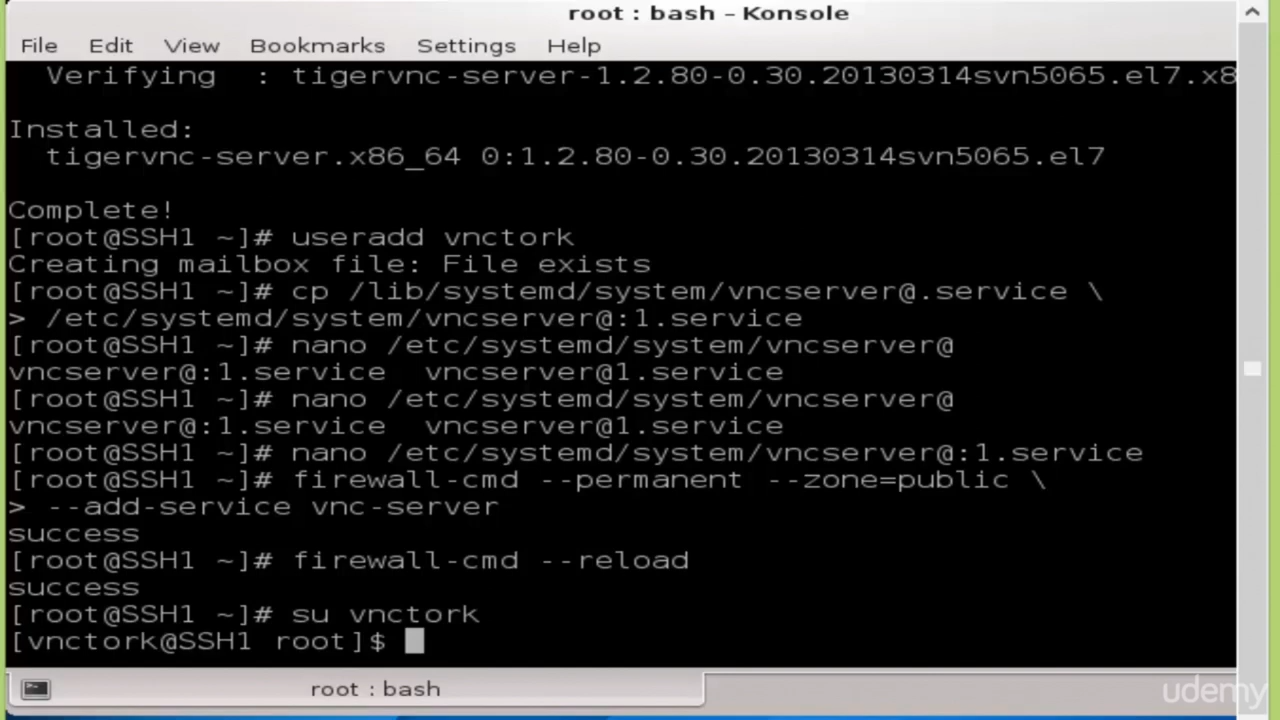 root : bash – Konsole
File Edit View Bookmarks Settings Help
Verifying : tigervnc-server-1.2.80-0.30.20130314svn5065.el7.x8
Installed:
tigervnc-server.x86_64 0:1.2.80-0.30.20130314svn5065.el7
Complete!
[root@SSH1 ~]# useradd vnctork
Creating mailbox file: File exists
[root@SSH1 ~]# cp /lib/systemd/system/vncserver@.service \
> /etc/systemd/system/vncserver@:1.service
[root@SSH1 ~]# nano /etc/systemd/system/vncserver@
vncserver@:1.service vncserver@1.service
[root@SSH1 ~]# nano /etc/systemd/system/vncserver@
vncserver@:1.service vncserver@1.service
[root@SSH1 ~]# nano /etc/systemd/system/vncserver@:1.service
[root@SSH1 ~]# firewall-cmd --permanent --zone=public \
> --add-service vnc-server
success
[root@SSH1 ~]# firewall-cmd --reload
success
[root@SSH1 ~]# su vnctork
[vnctork@SSH1 root]$
root : bash
udemy